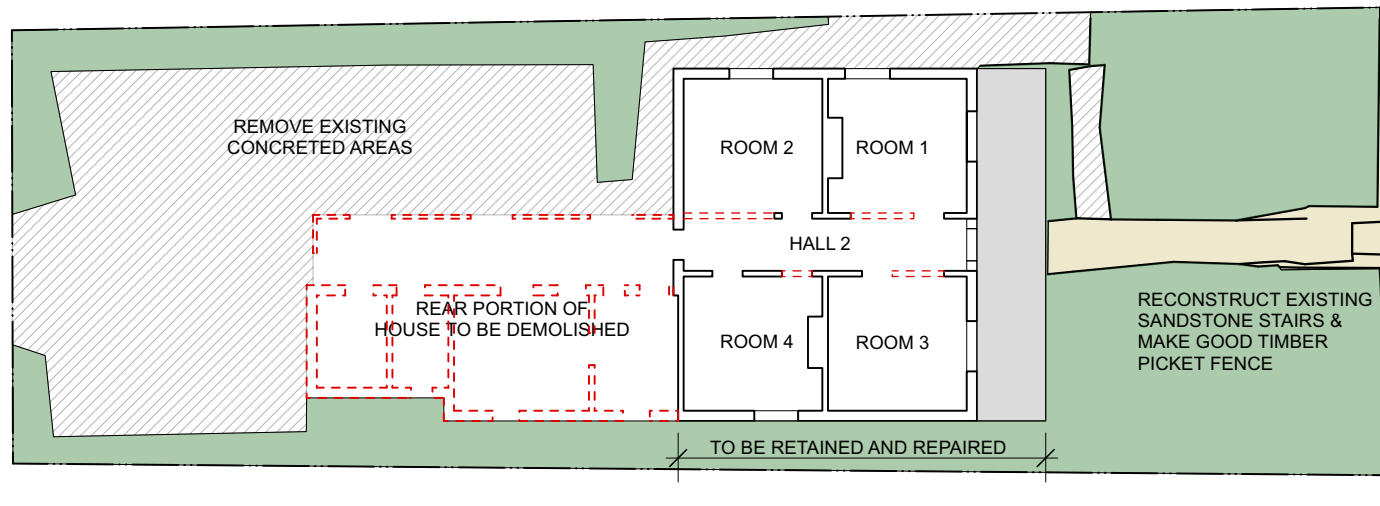 REMOVE EXISTING
CONCRETED AREAS
ROOM 2
ROOM 1
HALL 2
REAR PORTION OF
HOUSE TO BE DEMOLISHED
ROOM 4
ROOM 3
RECONSTRUCT EXISTING
SANDSTONE STAIRS &
MAKE GOOD TIMBER
PICKET FENCE
TO BE RETAINED AND REPAIRED